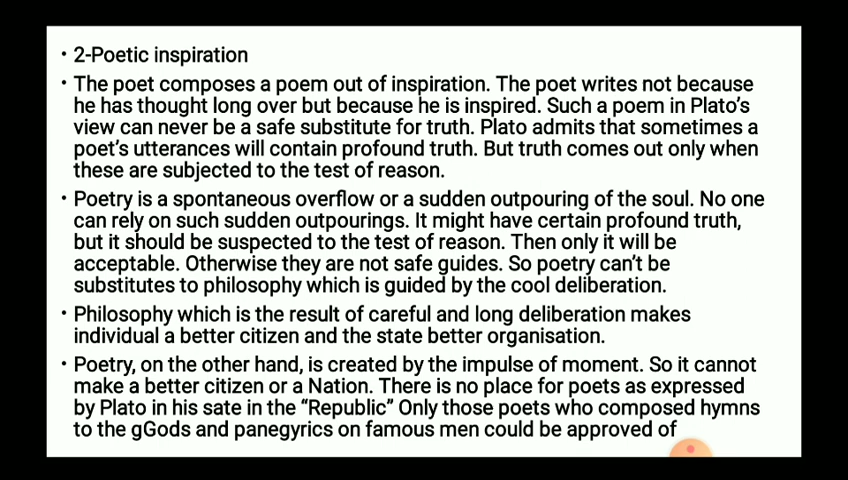 • 2-Poetic inspiration
• The poet composes a poem out of inspiration. The poet writes not because
he has thought long over but because he is inspired. Such a poem in Plato's
view can never be a safe substitute for truth. Plato admits that sometimes a
poet's utterances will contain profound truth. But truth comes out only when
these are subjected to the test of reason.
• Poetry is a spontaneous overflow or a sudden outpouring of the soul. No one
can rely on such sudden outpourings. It might have certain profound truth,
but it should be suspected to the test of reason. Then only it will be
acceptable. Otherwise they are not safe guides. So poetry can't be
substitutes to philosophy which is guided by the cool deliberation.
• Philosophy which is the result of careful and long deliberation makes
individual a better citizen and the state better organisation.
• Poetry, on the other hand, is created by the impulse of moment. So it cannot
make a better citizen or a Nation. There is no place for poets as expressed
by Plato in his sate in the “Republic” Only those poets who composed hymns
to the gGods and panegyrics on famous men could be approved of